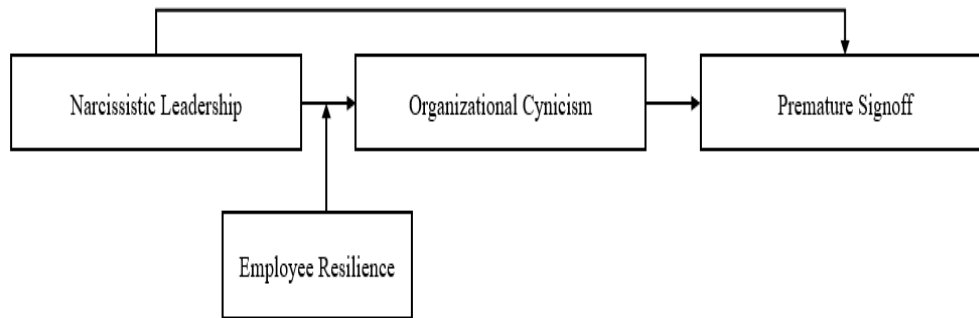 Narcissistic Leadership
Organizational Cynicism
Premature Signoff
Employee Resilience